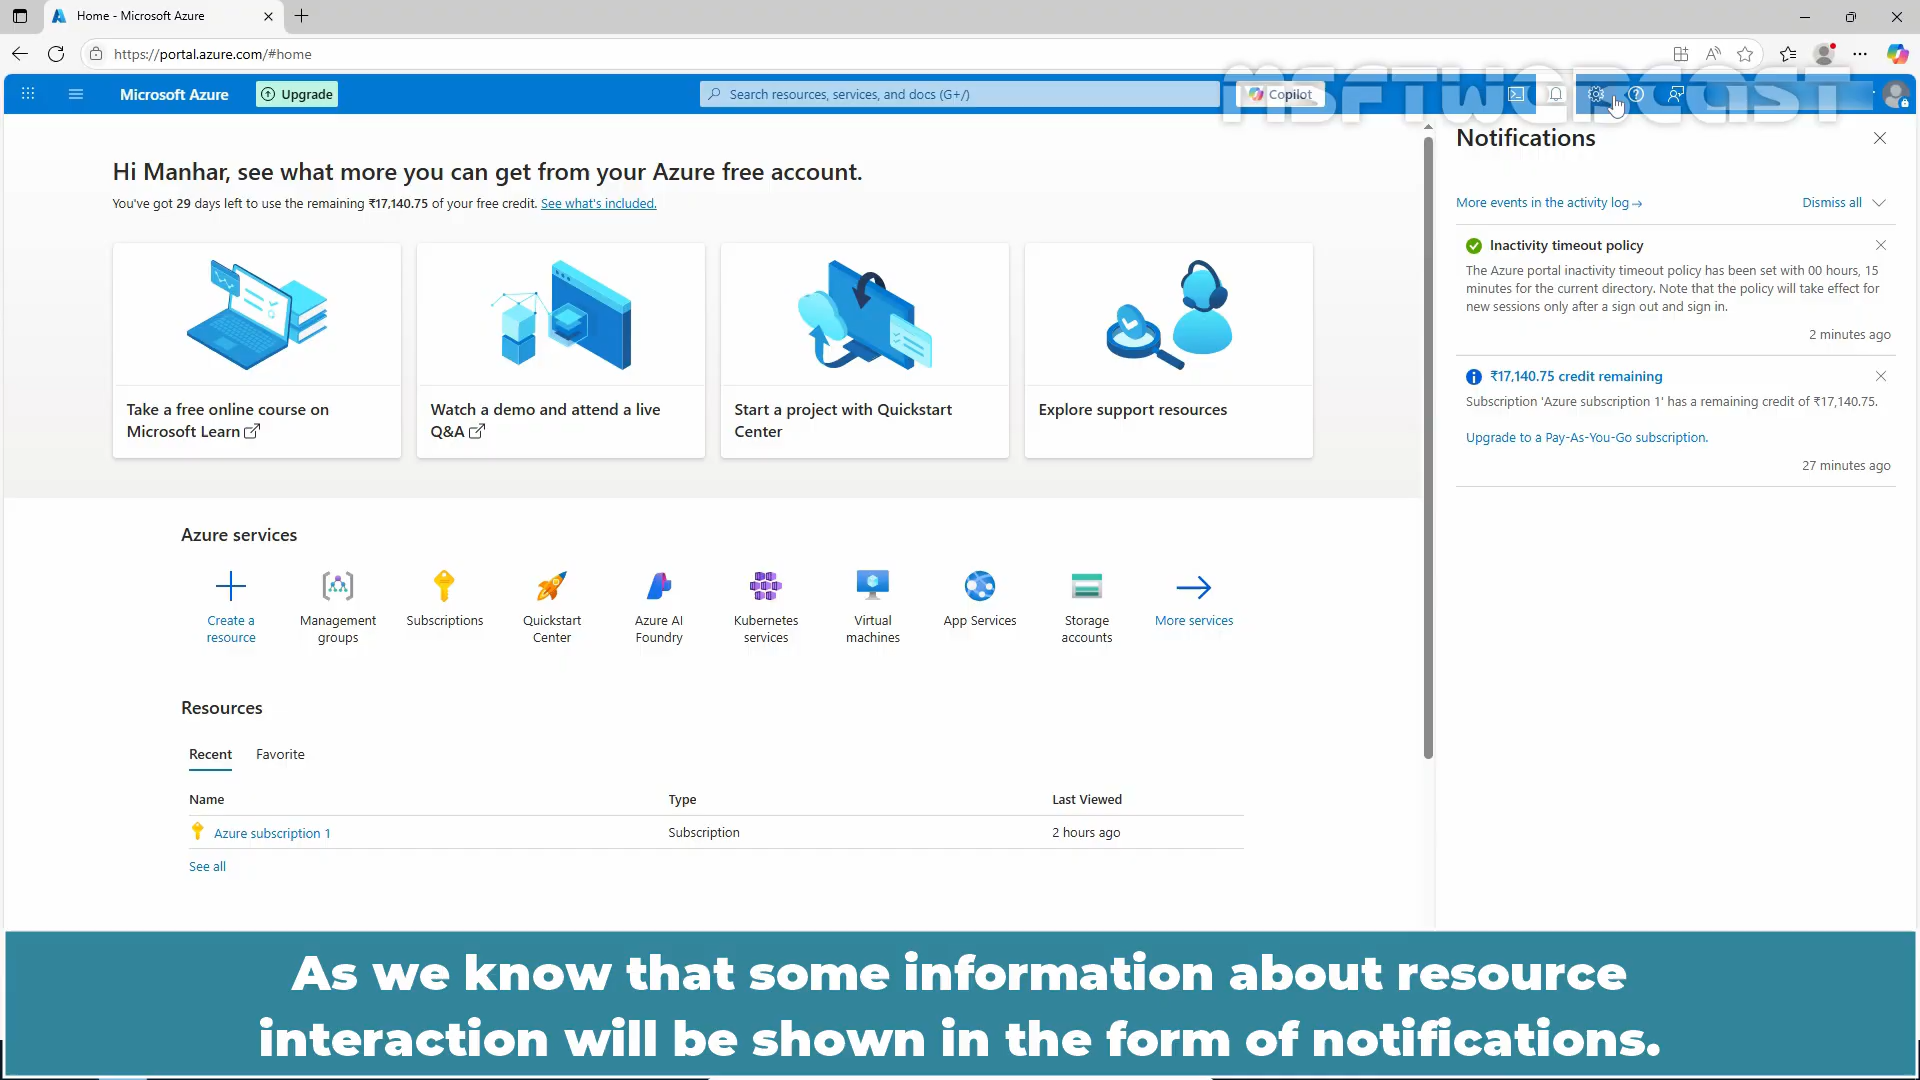 Home - Microsoft Azure
https://portal.azure.com/#home
MSFTWEBCAST
Microsoft Azure
Upgrade
Search resources, services, and docs (G+/)
Copilot
Hi Manhar, see what more you can get from your Azure free account.
You've got 29 days left to use the remaining ₹17,140.75 of your free credit. See what's included.
Take a free online course on
Microsoft Learn
Watch a demo and attend a live
Q&A
Start a project with Quickstart
Center
Explore support resources
Azure services
Create a
resource
Management
groups
Subscriptions
Quickstart
Center
Azure AI
Foundry
Kubernetes
services
Virtual
machines
App Services
Storage
accounts
More services
Resources
Recent
Favorite
Name Type Last Viewed
Azure subscription 1 Subscription 2 hours ago
See all
Notifications
More events in the activity log→
Dismiss all
Inactivity timeout policy
The Azure portal inactivity timeout policy has been set with 00 hours, 15
minutes for the current directory. Note that the policy will take effect for
new sessions only after a sign out and sign in.
2 minutes ago
₹17,140.75 credit remaining
Subscription 'Azure subscription 1' has a remaining credit of ₹17,140.75.
Upgrade to a Pay-As-You-Go subscription.
27 minutes ago
As we know that some information about resource
interaction will be shown in the form of notifications.